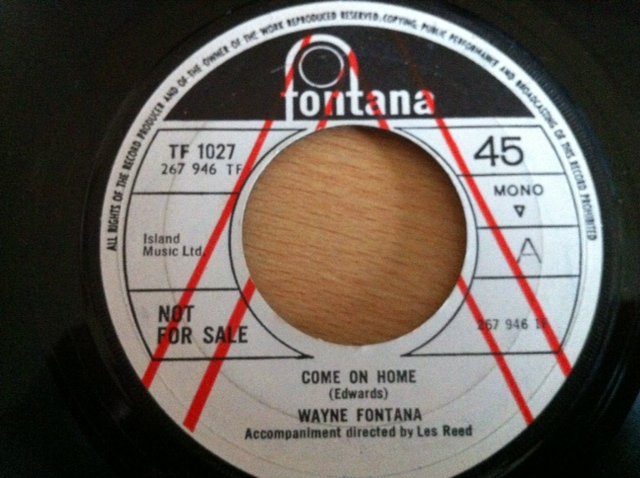 ALL RIGHTS OF THE RECORD PRODUCER AND OF THE OWNER OF THE WORK REPRODUCED RESERVED. COPYING, PUBLIC PERFORMANCE AND BROADCASTING OF THIS RECORD PROHIBITED
fontana
TF 1027
267 946 TF
45
MONO
A
Island
Music Ltd.
NOT
FOR SALE
267 946 TF
COME ON HOME
(Edwards)
WAYNE FONTANA
Accompaniment directed by Les Reed